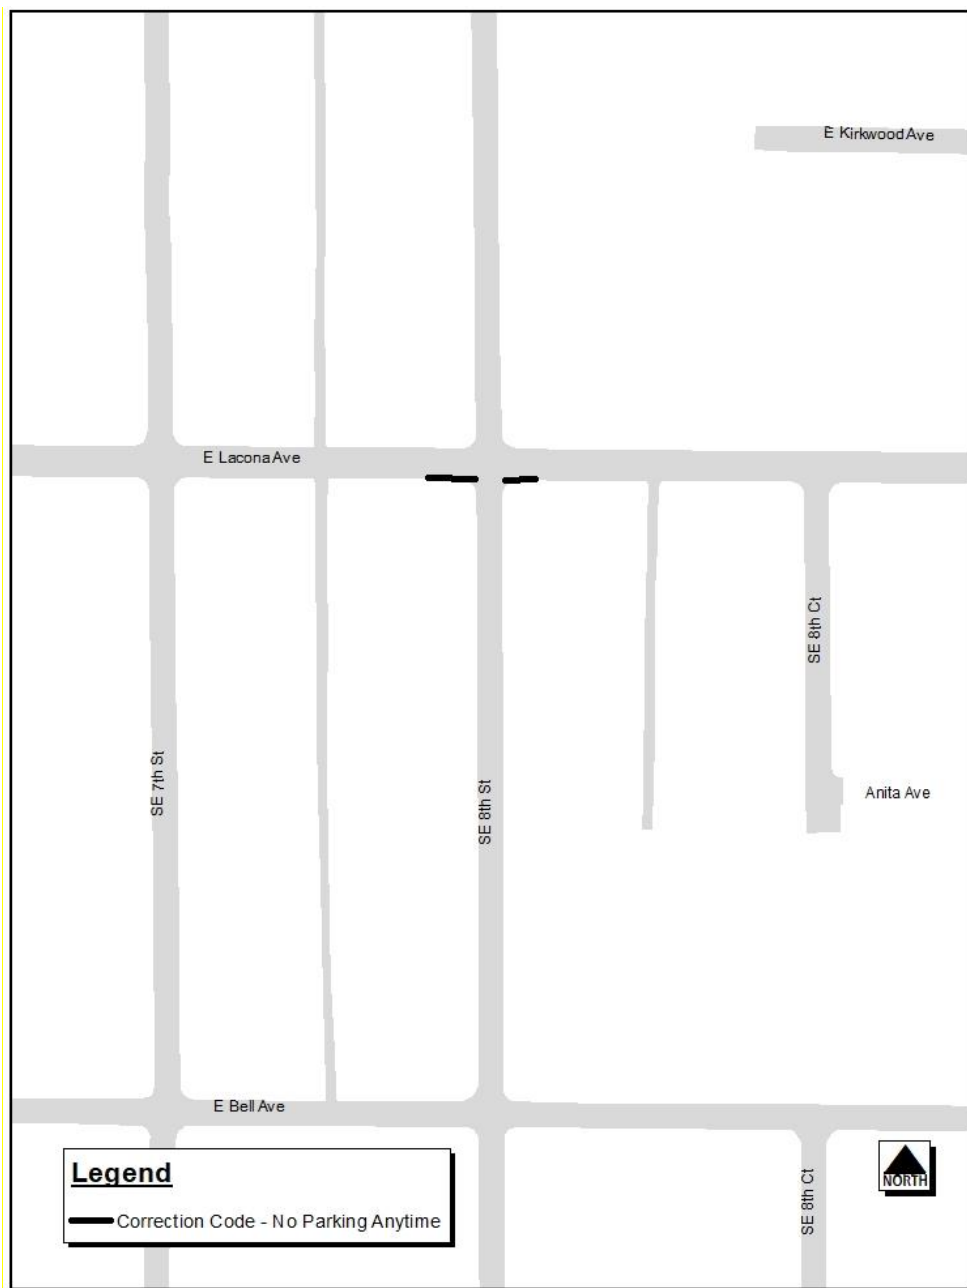 E Kirkwood Ave
E Lacona Ave
SE 8th Ct
SE 7th St
SE 8th St
Anita Ave
E Bell Ave
Legend
Correction Code - No Parking Anytime
SE 8th Ct
NORTH